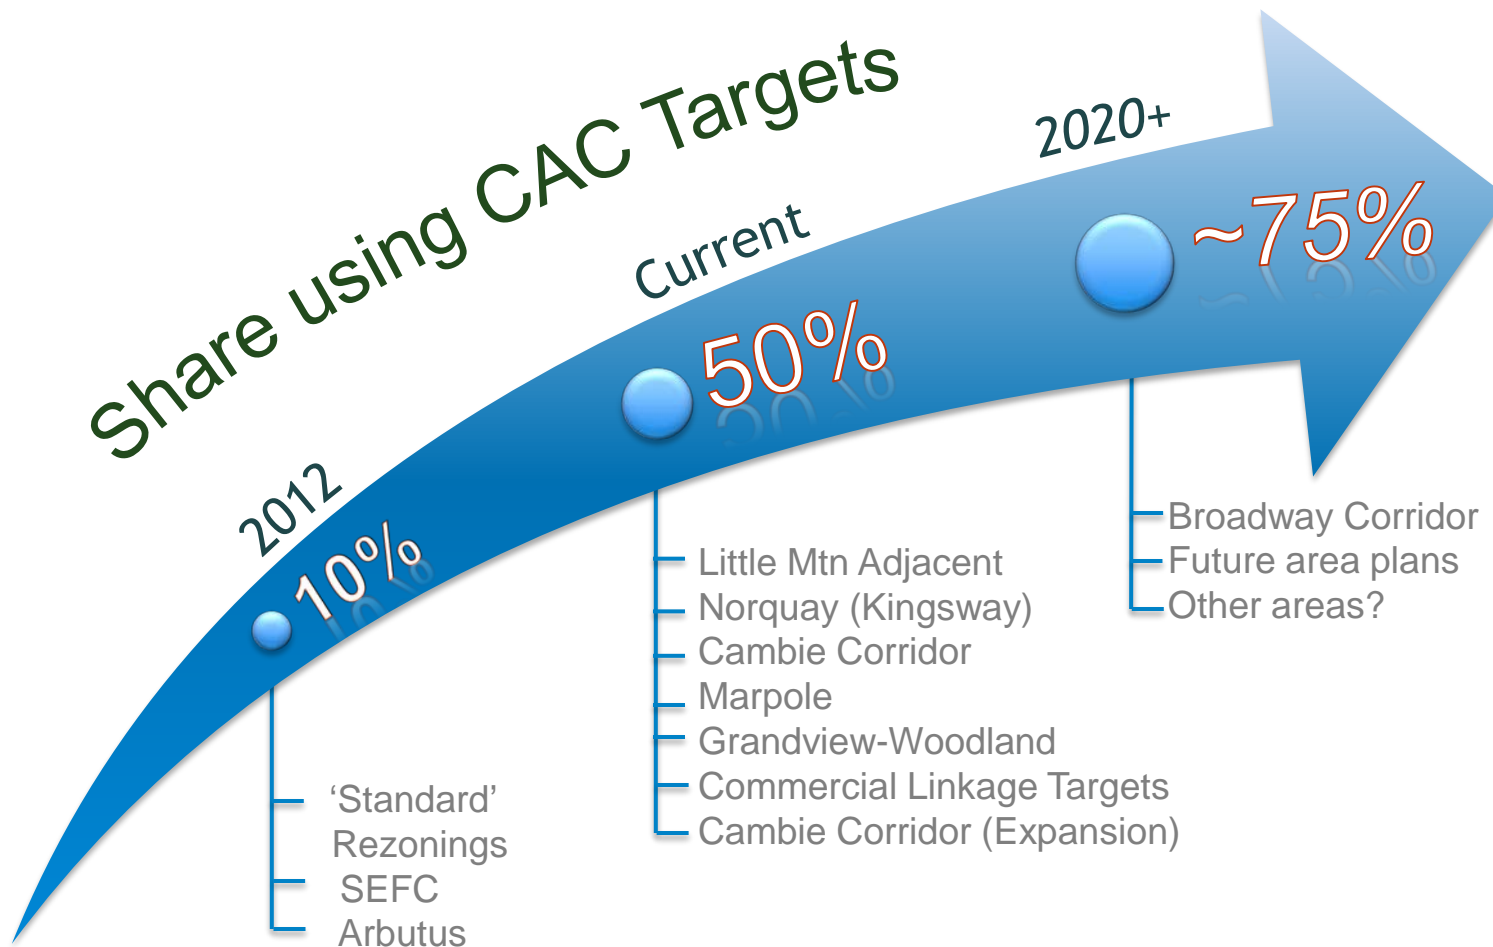 Share using CAC Targets
2012
10%
‘Standard’
Rezonings
SEFC
Arbutus
Current
50%
Little Mtn Adjacent
Norquay (Kingsway)
Cambie Corridor
Marpole
Grandview-Woodland
Commercial Linkage Targets
Cambie Corridor (Expansion)
2020+
~75%
Broadway Corridor
Future area plans
Other areas?